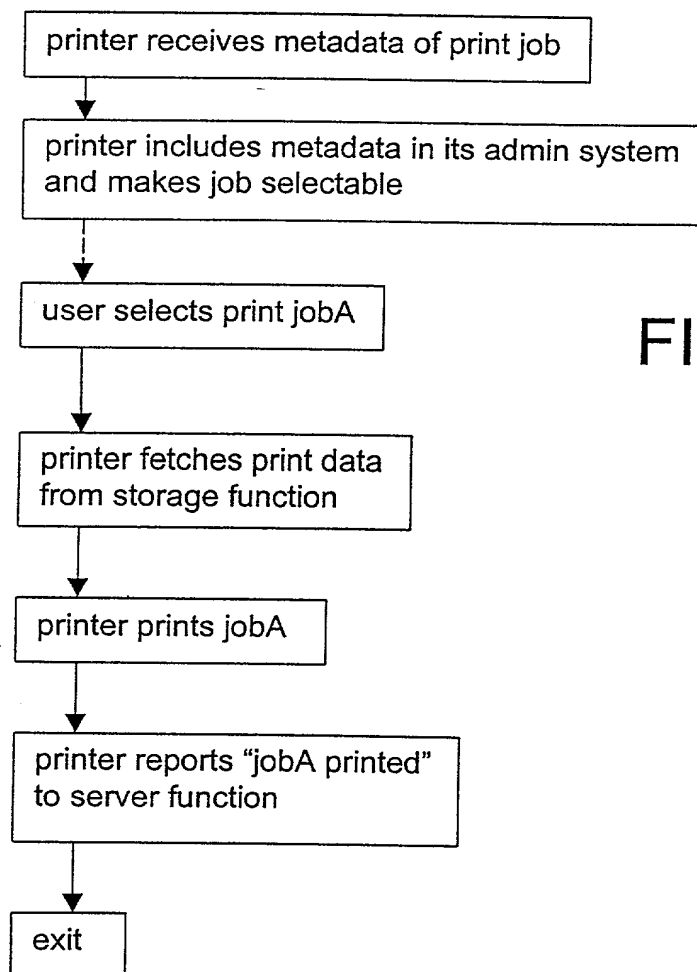 printer receives metadata of print job
printer includes metadata in its admin system
and makes job selectable
user selects print jobA
FI
printer fetches print data
from storage function
printer prints jobA
printer reports “jobA printed”
to server function
exit